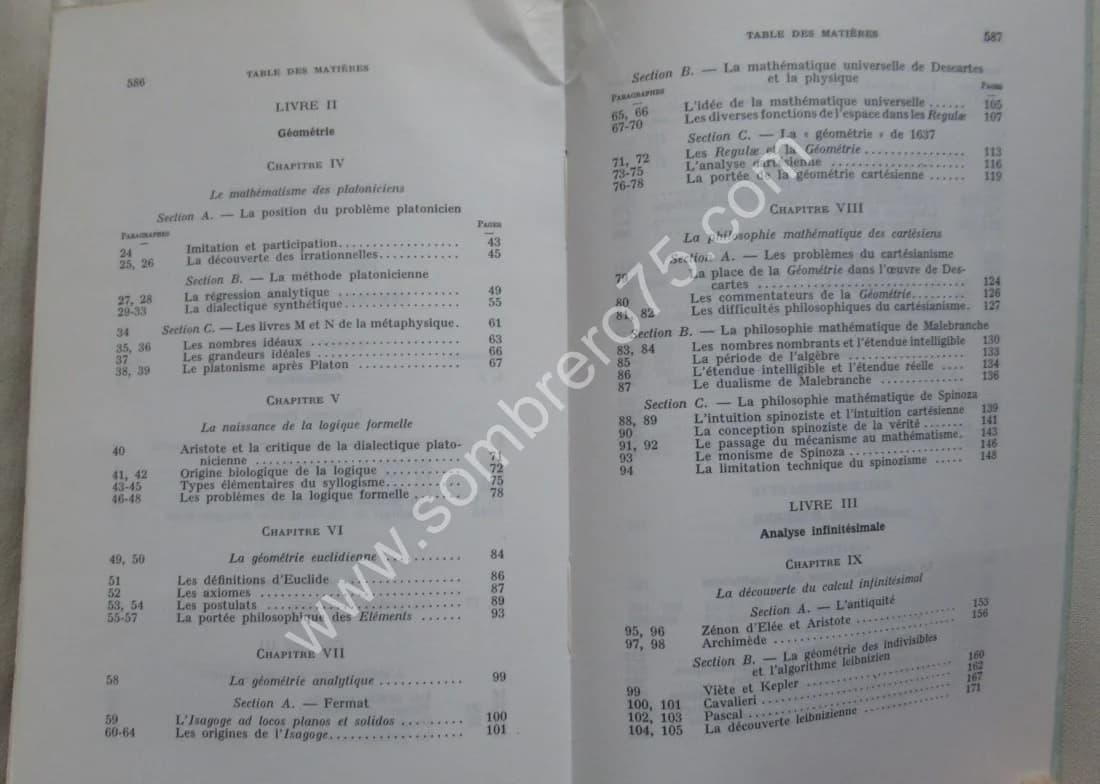 586
TABLE DES MATIÈRES
LIVRE II
Géométrie
CHAPITRE IV
Le mathématisme des platoniciens
Section A. — La position du problème platonicien
PARAGRAPHES PAGES
24 Imitation et participation.................. 43
25, 26 La découverte des irrationnelles............ 45
Section B. — La méthode platonicienne
27, 28 La régression analytique .................. 49
29-33 La dialectique synthétique................. 55
34 Section C. — Les livres M et N de la métaphysique. 61
35, 36 Les nombres idéaux ...................... 63
37 Les grandeurs idéales ..................... 66
38, 39 Le platonisme après Platon ............... 67
CHAPITRE V
La naissance de la logique formelle
40 Aristote et la critique de la dialectique plato-
nicienne .............................. 71
41, 42 Origine biologique de la logique ........... 72
43-45 Types élémentaires du syllogisme........... 75
46-48 Les problèmes de la logique formelle ....... 78
CHAPITRE VI
49, 50 La géométrie euclidienne ........... 84
51 Les définitions d'Euclide .................. 86
52 Les axiomes .............................. 87
53, 54 Les postulats ............................. 89
55-57 La portée philosophique des Eléments ...... 93
CHAPITRE VII
58 La géométrie analytique ............ 99
Section A. — Fermat
59 L'Isagoge ad locos planos et solidos ......... 100
60-64 Les origines de l'Isagoge................... 101
TABLE DES MATIÈRES
587
Section B. — La mathématique universelle de Descartes
et la physique
PARAGRAPHES PAGES
65, 66 L'idée de la mathématique universelle ...... 105
67-70 Les diverses fonctions de l'espace dans les Regulæ 107
Section C. — La « géométrie » de 1637
71, 72 Les Regulæ et la Géométrie ............... 113
73-75 L'analyse cartésienne ..................... 116
76-78 La portée de la géométrie cartésienne ...... 119
CHAPITRE VIII
La philosophie mathématique des cartésiens
Section A. — Les problèmes du cartésianisme
79 La place de la Géométrie dans l'œuvre de Des-
cartes ................................ 124
80 Les commentateurs de la Géométrie......... 126
81, 82 Les difficultés philosophiques du cartésianisme. 127
Section B. — La philosophie mathématique de Malebranche
83, 84 Les nombres nombrants et l'étendue intelligible 130
85 La période de l'algèbre ................... 133
86 L'étendue intelligible et l'étendue réelle .... 134
87 Le dualisme de Malebranche .............. 136
Section C. — La philosophie mathématique de Spinoza
88, 89 L'intuition spinoziste et l'intuition cartésienne 139
90 La conception spinoziste de la vérité ....... 141
91, 92 Le passage du mécanisme au mathématisme. 143
93 Le monisme de Spinoza ................... 146
94 La limitation technique du spinozisme ..... 148
LIVRE III
Analyse infinitésimale
CHAPITRE IX
La découverte du calcul infinitésimal
Section A. — L'antiquité
95, 96 Zénon d'Elée et Aristote .................. 153
97, 98 Archimède ............................... 156
Section B. — La géométrie des indivisibles
et l'algorithme leibnizien
99 Viète et Kepler .......................... 160
100, 101 Cavalieri ................................ 162
102, 103 Pascal ................................... 167
104, 105 La découverte leibnizienne ................ 171
www.sombrero75.com